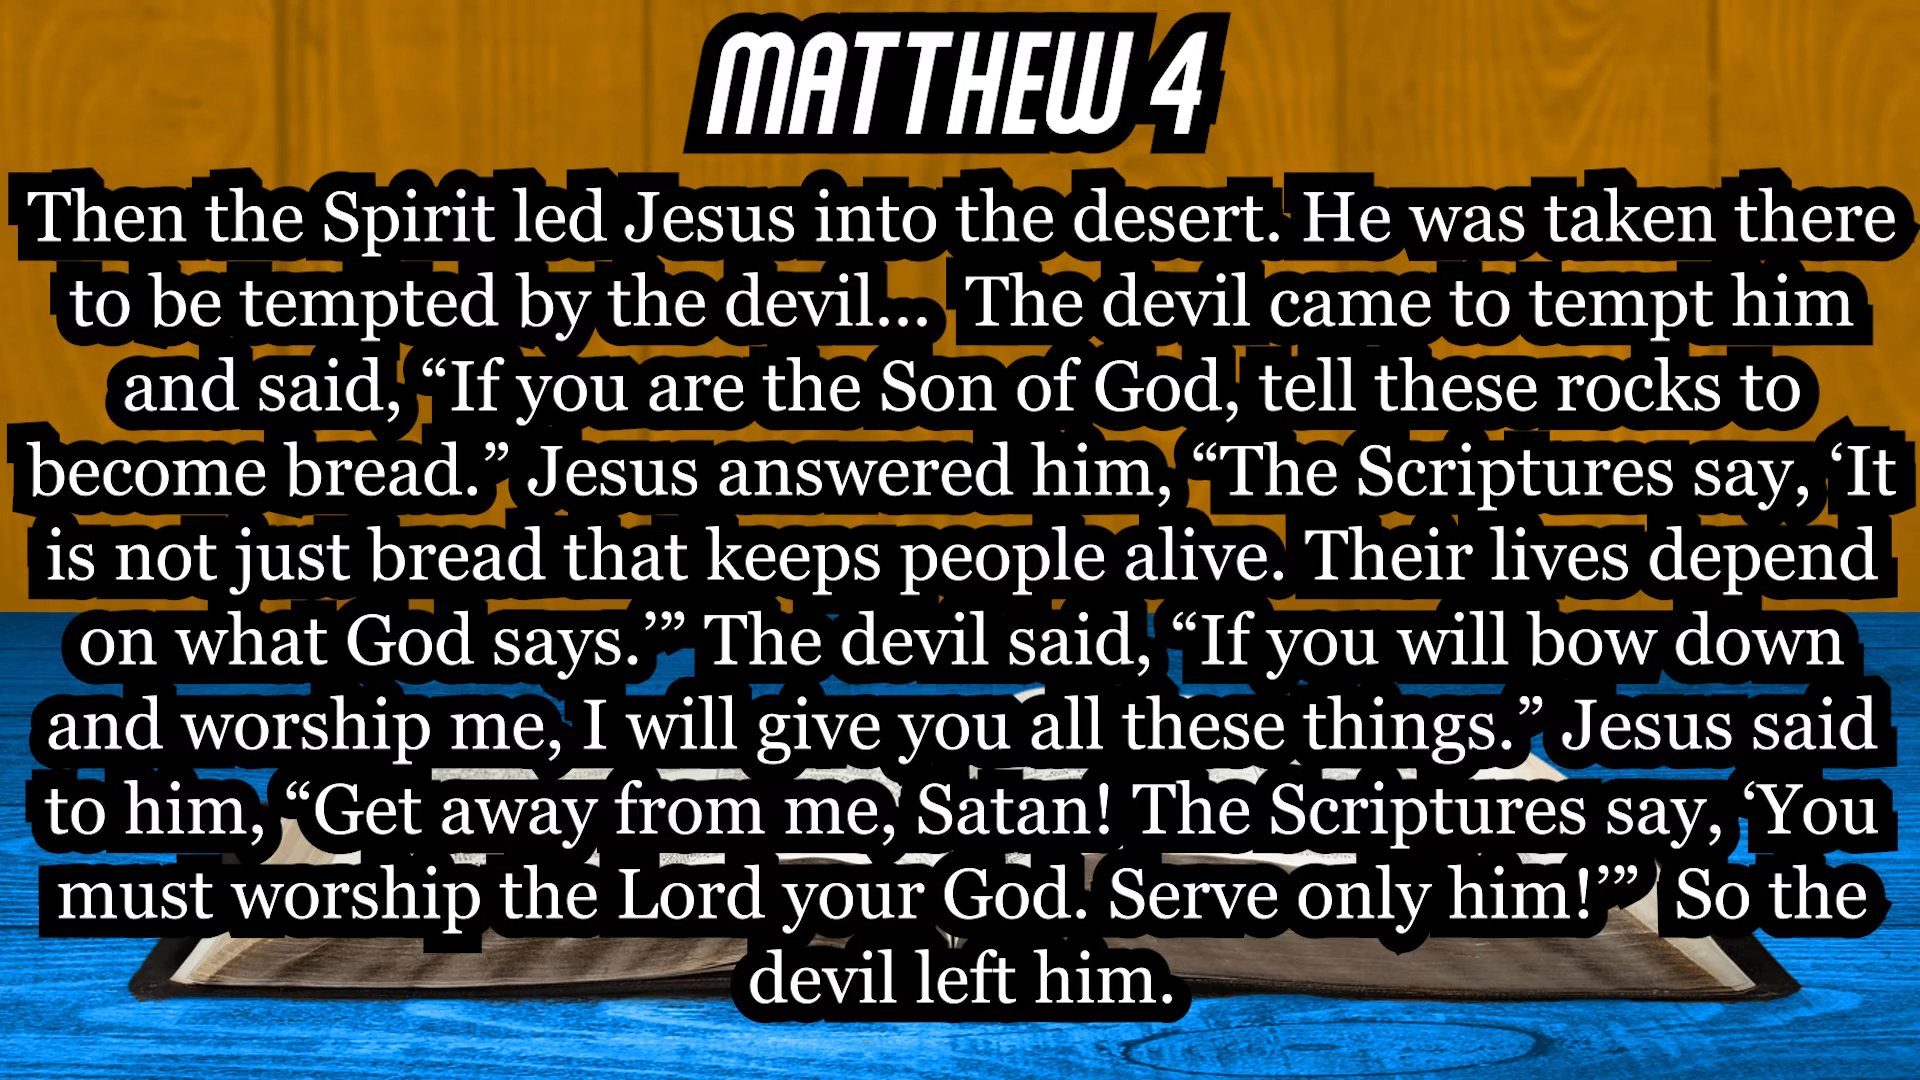 MATTHEW 4
Then the Spirit led Jesus into the desert. He was taken there
to be tempted by the devil...  The devil came to tempt him
and said, “If you are the Son of God, tell these rocks to
become bread.” Jesus answered him, “The Scriptures say, ‘It
is not just bread that keeps people alive. Their lives depend
on what God says.’” The devil said, “If you will bow down
and worship me, I will give you all these things.” Jesus said
to him, “Get away from me, Satan! The Scriptures say, ‘You
must worship the Lord your God. Serve only him!’”  So the
devil left him.